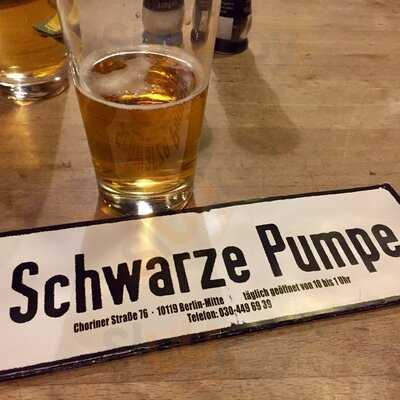 Schwarze Pumpe
Choriner Straße 76 · 10119 Berlin-Mitte täglich geöffnet von 10 bis 1 Uhr
Telefon: 030-449 69 39